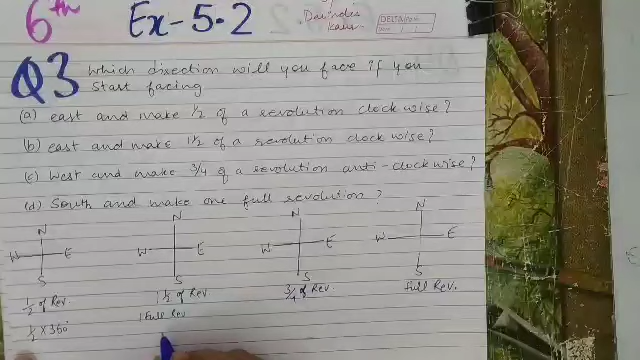 6th Ex-5.2 Davinder Kaur DELTA
Q3 which direction will you face if you
start facing
(a) east and make 1/2 of a revolution clockwise?
(b) east and make 1 1/2 of a revolution clockwise?
(c) West and make 3/4 of a revolution anti-clockwise?
(d) South and make one full revolution?
N N N N
W E W E W E W E
S S S S
1/2 of Rev. 1 1/2 of Rev 3/4 of Rev. full Rev.
1/2 × 360° 1 full Rev